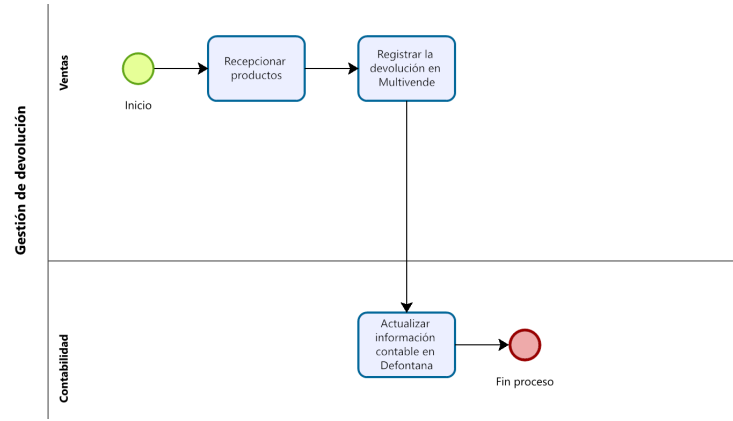 Gestión de devolución
Ventas
Inicio
Recepcionar
productos
Registrar la
devolución en
Multivende
Contabilidad
Actualizar
información
contable en
Defontana
Fin proceso